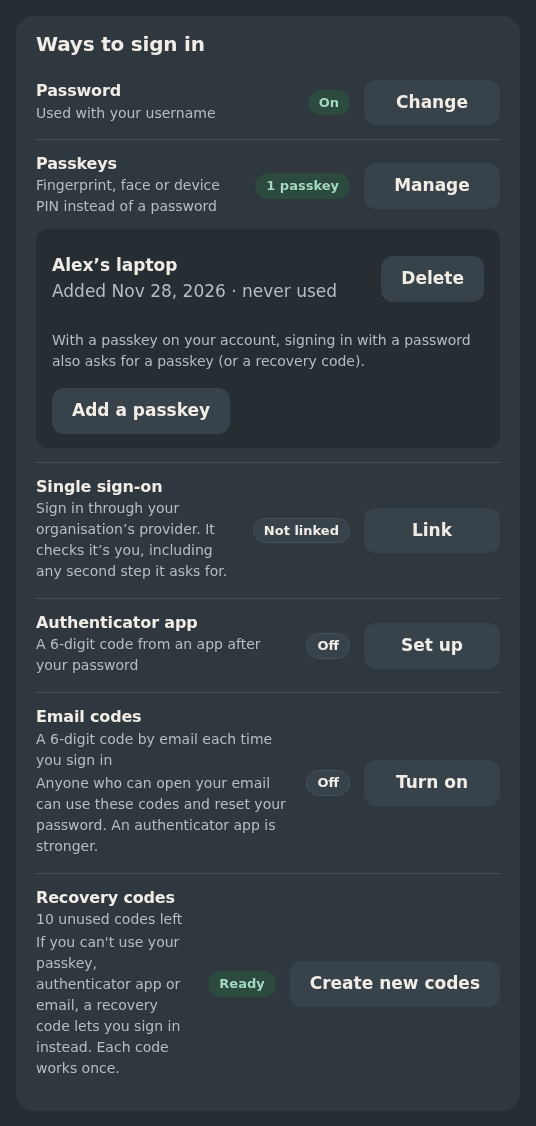 Ways to sign in
Password
Used with your username
On
Change
Passkeys
Fingerprint, face or device
PIN instead of a password
1 passkey
Manage
Alex’s laptop
Added Nov 28, 2026 · never used
Delete
With a passkey on your account, signing in with a password
also asks for a passkey (or a recovery code).
Add a passkey
Single sign-on
Sign in through your
organisation’s provider. It
checks it’s you, including
any second step it asks for.
Not linked
Link
Authenticator app
A 6-digit code from an app after
your password
Off
Set up
Email codes
A 6-digit code by email each time
you sign in
Anyone who can open your email
can use these codes and reset your
password. An authenticator app is
stronger.
Off
Turn on
Recovery codes
10 unused codes left
If you can't use your
passkey,
authenticator app or
email, a recovery
code lets you sign in
instead. Each code
works once.
Ready
Create new codes